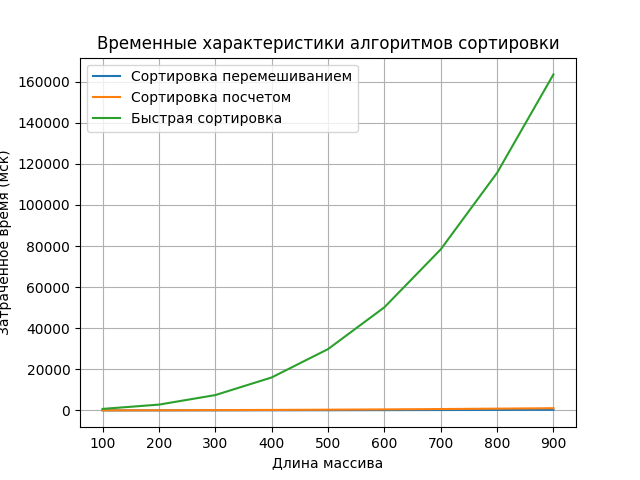 Временные характеристики алгоритмов сортировки
Сортировка перемешиванием
Сортировка посчетом
Быстрая сортировка
160000
140000
120000
100000
80000
60000
40000
20000
0
Затраченное время (мск)
100 200 300 400 500 600 700 800 900
Длина массива